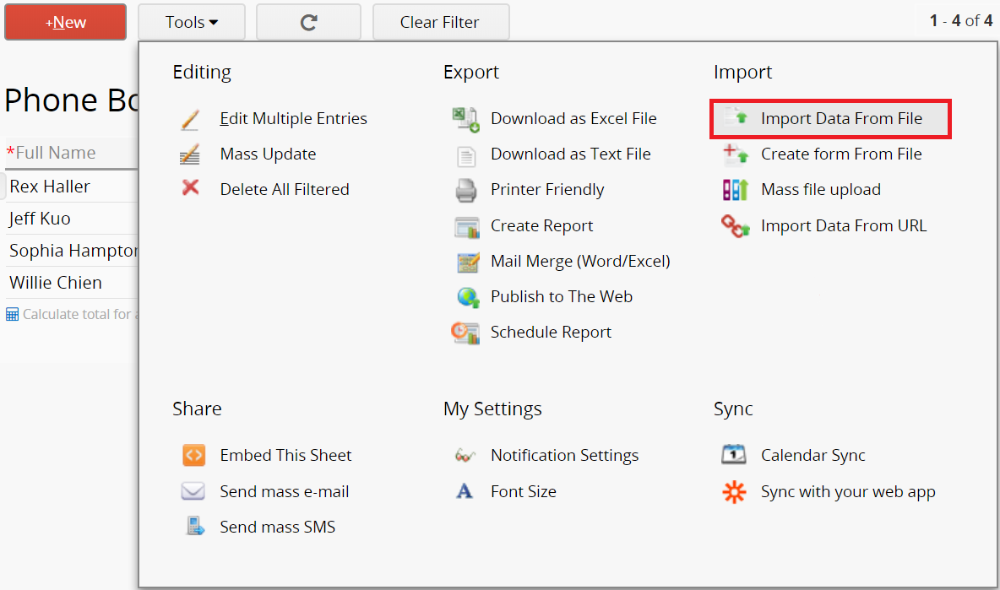 +New
Tools
Clear Filter
1 - 4 of 4
Phone Bo
*Full Name
Rex Haller
Jeff Kuo
Sophia Hampton
Willie Chien
Calculate total for a
Editing
Edit Multiple Entries
Mass Update
Delete All Filtered
Export
Download as Excel File
Download as Text File
Printer Friendly
Create Report
Mail Merge (Word/Excel)
Publish to The Web
Schedule Report
Import
Import Data From File
Create form From File
Mass file upload
Import Data From URL
Share
Embed This Sheet
Send mass e-mail
Send mass SMS
My Settings
Notification Settings
Font Size
Sync
Calendar Sync
Sync with your web app